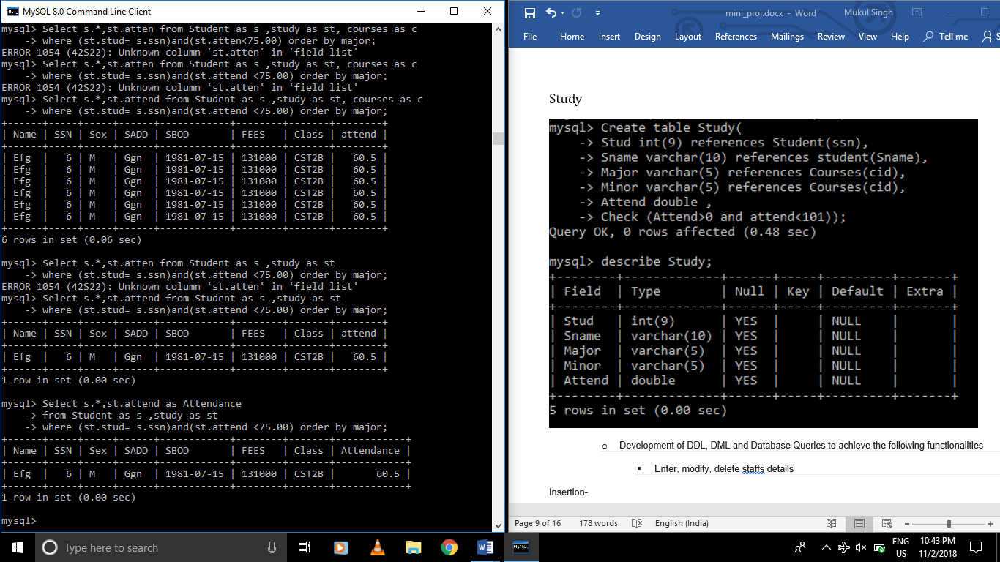 MySQL 8.0 Command Line Client
mysql> Select s.*,st.atten from Student as s ,study as st, courses as c
    -> where (st.stud= s.ssn)and(st.atten<75.00) order by major;
ERROR 1054 (42S22): Unknown column 'st.atten' in 'field list'
mysql> Select s.*,st.atten from Student as s ,study as st, courses as c
    -> where (st.stud= s.ssn)and(st.attend <75.00) order by major;
ERROR 1054 (42S22): Unknown column 'st.atten' in 'field list'
mysql> Select s.*,st.attend from Student as s ,study as st, courses as c
    -> where (st.stud= s.ssn)and(st.attend <75.00) order by major;
+------+-----+-----+------+------------+--------+-------+--------+
| Name | SSN | Sex | SADD | SBOD       | FEES   | Class | attend |
+------+-----+-----+------+------------+--------+-------+--------+
| Efg  |   6 | M   | Ggn  | 1981-07-15 | 131000 | CST2B |   60.5 |
| Efg  |   6 | M   | Ggn  | 1981-07-15 | 131000 | CST2B |   60.5 |
| Efg  |   6 | M   | Ggn  | 1981-07-15 | 131000 | CST2B |   60.5 |
| Efg  |   6 | M   | Ggn  | 1981-07-15 | 131000 | CST2B |   60.5 |
| Efg  |   6 | M   | Ggn  | 1981-07-15 | 131000 | CST2B |   60.5 |
| Efg  |   6 | M   | Ggn  | 1981-07-15 | 131000 | CST2B |   60.5 |
+------+-----+-----+------+------------+--------+-------+--------+
6 rows in set (0.06 sec)
mysql> Select s.*,st.atten from Student as s ,study as st
    -> where (st.stud= s.ssn)and(st.attend <75.00) order by major;
ERROR 1054 (42S22): Unknown column 'st.atten' in 'field list'
mysql> Select s.*,st.attend from Student as s ,study as st
    -> where (st.stud= s.ssn)and(st.attend <75.00) order by major;
+------+-----+-----+------+------------+--------+-------+--------+
| Name | SSN | Sex | SADD | SBOD       | FEES   | Class | attend |
+------+-----+-----+------+------------+--------+-------+--------+
| Efg  |   6 | M   | Ggn  | 1981-07-15 | 131000 | CST2B |   60.5 |
+------+-----+-----+------+------------+--------+-------+--------+
1 row in set (0.00 sec)
mysql> Select s.*,st.attend as Attendance
    -> from Student as s ,study as st
    -> where (st.stud= s.ssn)and(st.attend <75.00) order by major;
+------+-----+-----+------+------------+--------+-------+------------+
| Name | SSN | Sex | SADD | SBOD       | FEES   | Class | Attendance |
+------+-----+-----+------+------------+--------+-------+------------+
| Efg  |   6 | M   | Ggn  | 1981-07-15 | 131000 | CST2B |       60.5 |
+------+-----+-----+------+------------+--------+-------+------------+
1 row in set (0.00 sec)
mysql>
mini_proj.docx - Word Mukul Singh
File Home Insert Design Layout References Mailings Review View Help Tell me S
Study
mysql> Create table Study(
    -> Stud int(9) references Student(ssn),
    -> Sname varchar(10) references student(Sname),
    -> Major varchar(5) references Courses(cid),
    -> Minor varchar(5) references Courses(cid),
    -> Attend double ,
    -> Check (Attend>0 and attend<101));
Query OK, 0 rows affected (0.48 sec)
mysql> describe Study;
+--------+-------------+------+-----+---------+-------+
| Field  | Type        | Null | Key | Default | Extra |
+--------+-------------+------+-----+---------+-------+
| Stud   | int(9)      | YES  |     | NULL    |       |
| Sname  | varchar(10) | YES  |     | NULL    |       |
| Major  | varchar(5)  | YES  |     | NULL    |       |
| Minor  | varchar(5)  | YES  |     | NULL    |       |
| Attend | double      | YES  |     | NULL    |       |
+--------+-------------+------+-----+---------+-------+
5 rows in set (0.00 sec)
o Development of DDL, DML and Database Queries to achieve the following functionalities
▪ Enter, modify, delete staffs details
Insertion-
Page 9 of 16 178 words English (India)
Type here to search
ENG
US
10:43 PM
11/2/2018